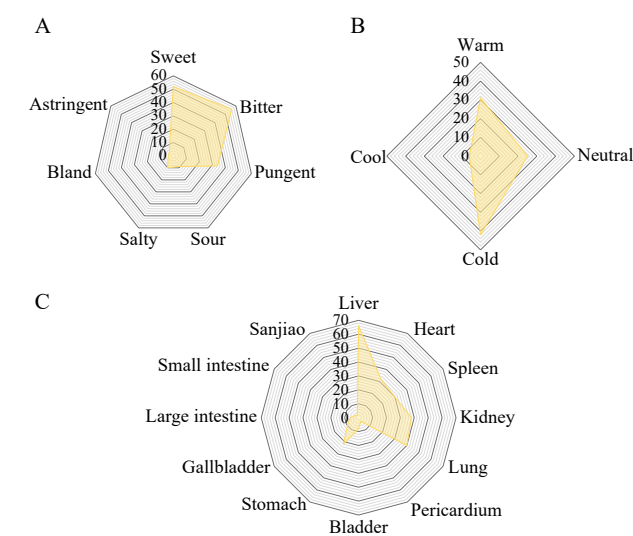 A
Sweet
60
50
40
30
20
10
0
Astringent
Bitter
Bland
Pungent
Salty
Sour
B
Warm
50
40
30
20
10
0
Cool
Neutral
Cold
C
Liver
70
60
50
40
30
20
10
0
Sanjiao
Heart
Small intestine
Spleen
Large intestine
Kidney
Gallbladder
Lung
Stomach
Pericardium
Bladder